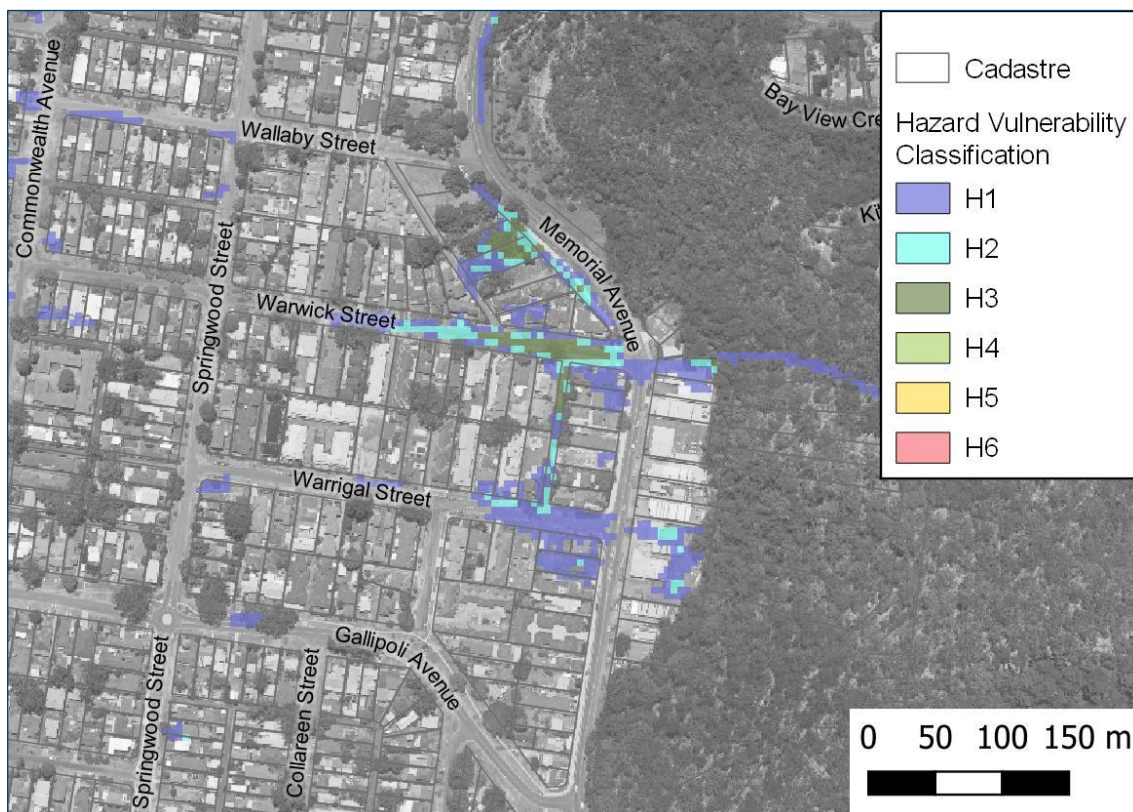 Cadastre
Hazard Vulnerability
Classification
H1
H2
H3
H4
H5
H6
Commonwealth Avenue
Wallaby Street
Bay View
Memorial Avenue
Springwood Street
Warwick Street
Warrigal Street
Gallipoli Avenue
Springwood Street
Collareen Street
0 50 100 150 m